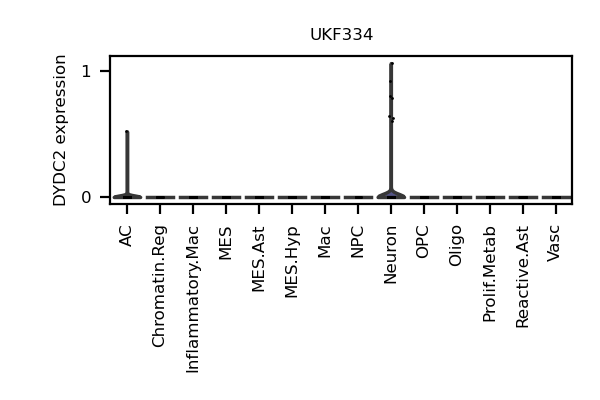 UKF334
DYDC2 expression
1
0
AC
Chromatin.Reg
Inflammatory.Mac
MES
MES.Ast
MES.Hyp
Mac
NPC
Neuron
OPC
Oligo
Prolif.Metab
Reactive.Ast
Vasc